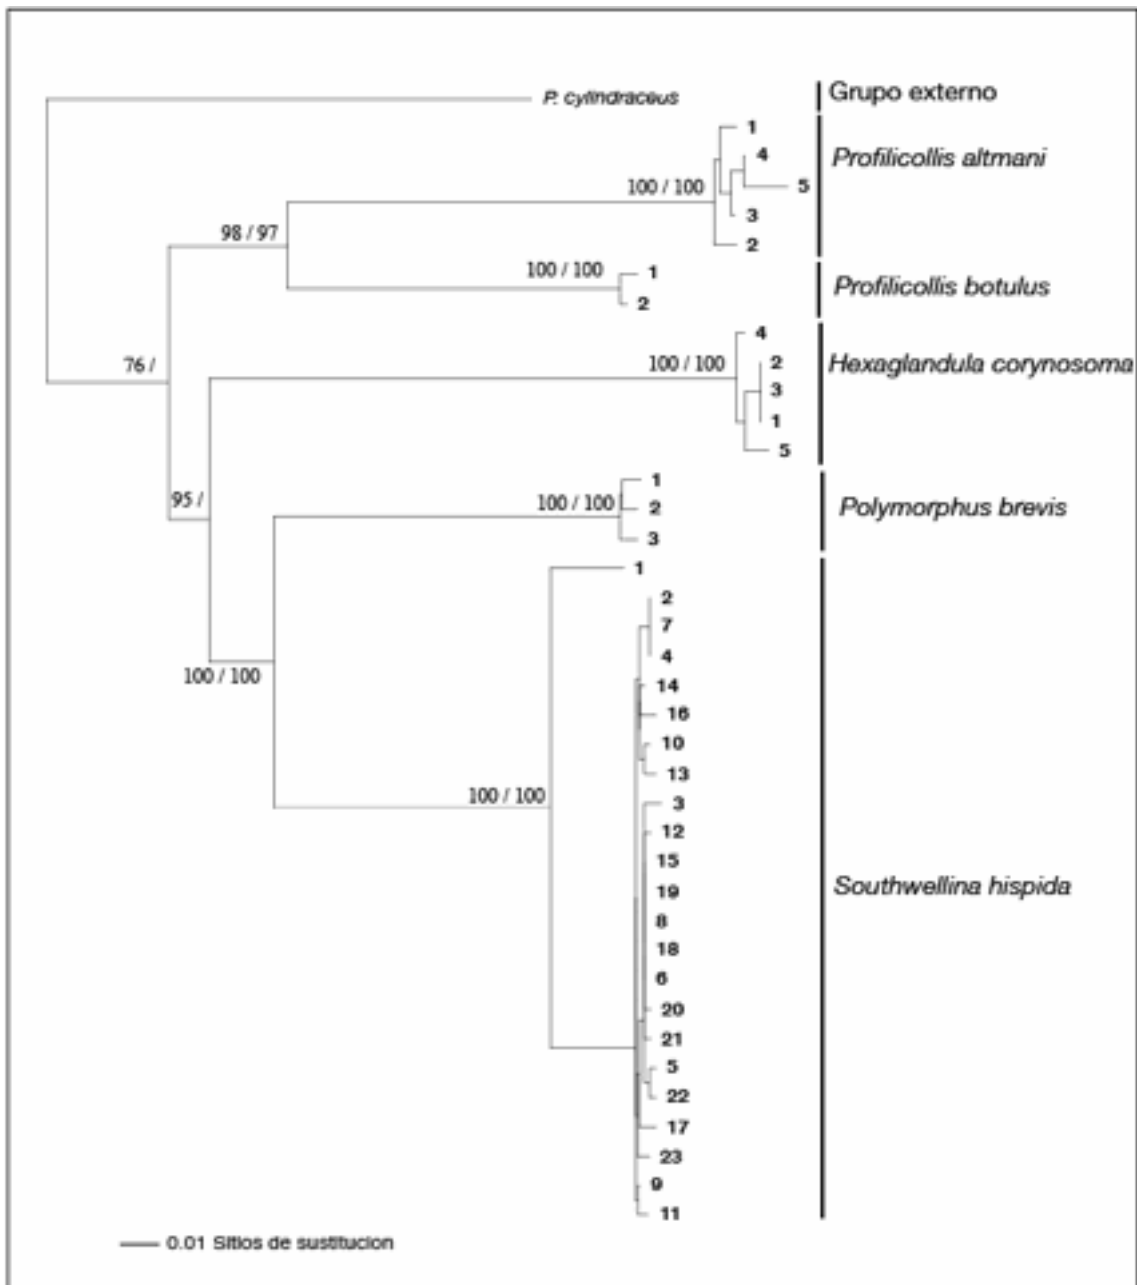 P. cylindraceus
Grupo externo
1
4
5
3
2
100 / 100
Profilicollis altmani
98 / 97
100 / 100
1
2
Profilicollis botulus
76 /
100 / 100
4
2
3
1
5
Hexaglandula corynosoma
95 /
100 / 100
1
2
3
Polymorphus brevis
100 / 100
100 / 100
1
2
7
4
14
16
10
13
3
12
15
19
8
18
6
20
21
5
22
17
23
9
11
Southwellina hispida
0.01 Sitios de sustitucion